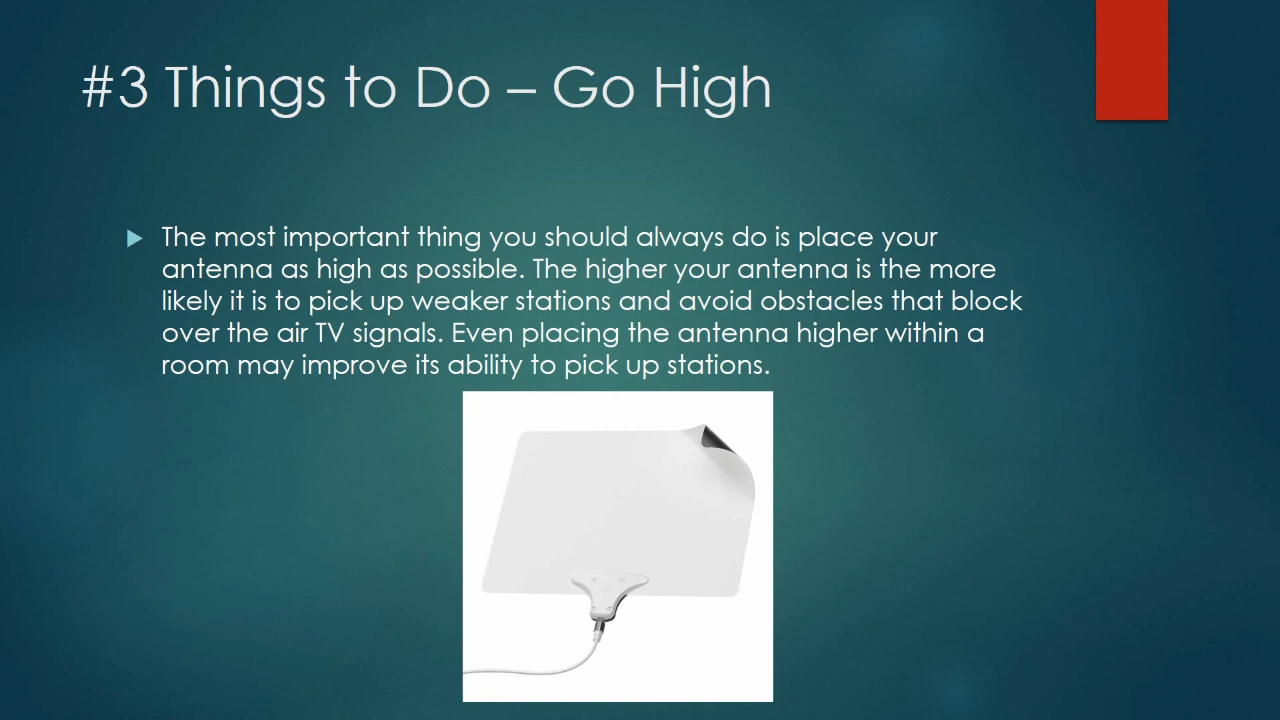 #3 Things to Do – Go High
The most important thing you should always do is place your
antenna as high as possible. The higher your antenna is the more
likely it is to pick up weaker stations and avoid obstacles that block
over the air TV signals. Even placing the antenna higher within a
room may improve its ability to pick up stations.